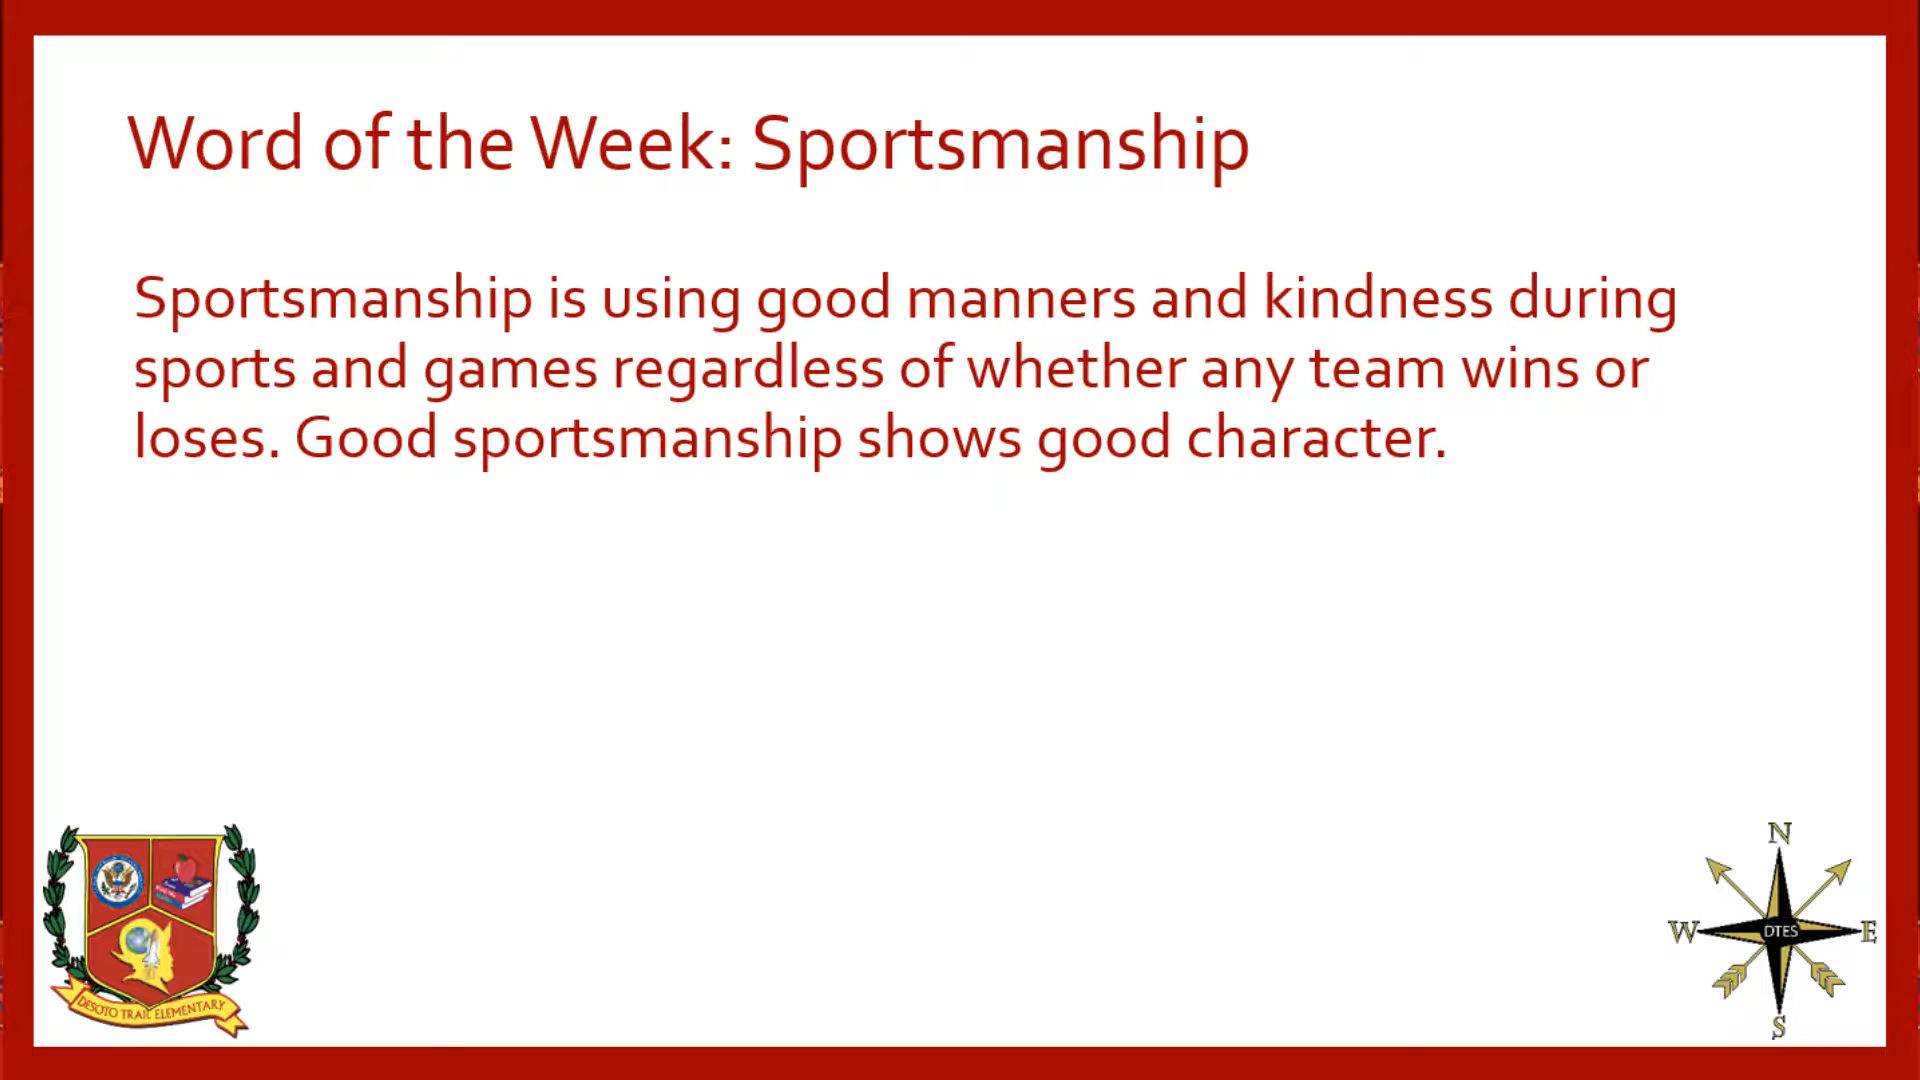 Word of the Week: Sportsmanship
Sportsmanship is using good manners and kindness during
sports and games regardless of whether any team wins or
loses. Good sportsmanship shows good character.
DESOTO TRAIL ELEMENTARY
N
W DTES E
S